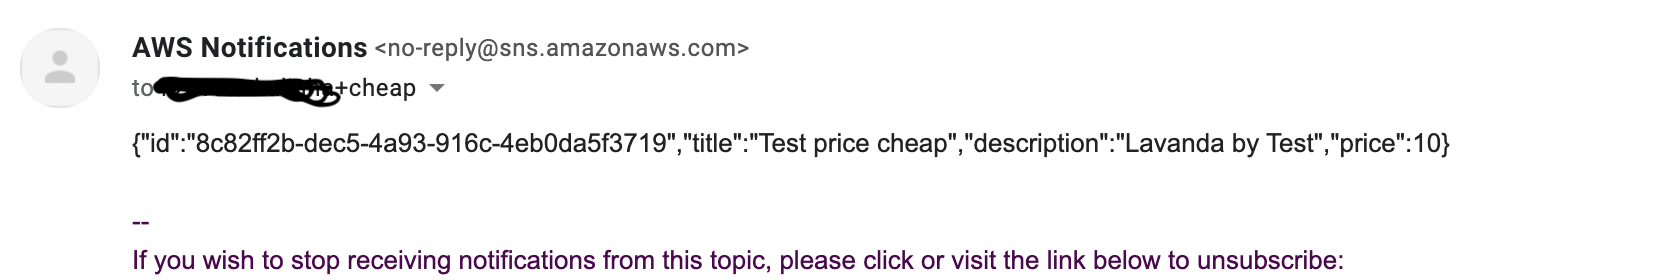 AWS Notifications <no-reply@sns.amazonaws.com>
to +cheap
{"id":"8c82ff2b-dec5-4a93-916c-4eb0da5f3719","title":"Test price cheap","description":"Lavanda by Test","price":10}
--
If you wish to stop receiving notifications from this topic, please click or visit the link below to unsubscribe: